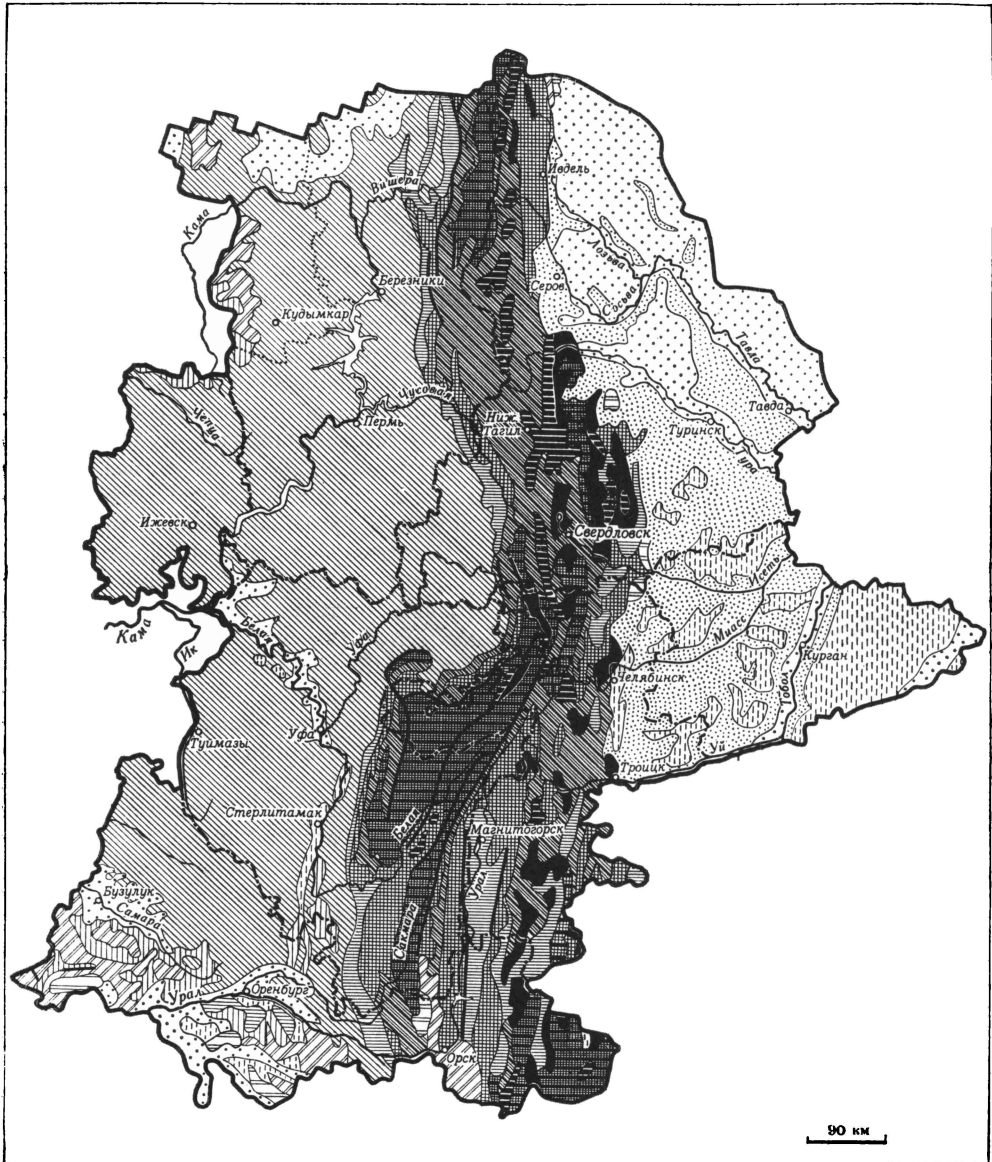 Ивдель
Вишера
Кама
Лозьва
Березники
Серов
Сосьва
Кудымкар
Тавда
Чусовая
Тавда
Чепца
Пермь
Ниж.
Тагил
Туринск
Тура
Ижевск
Свердловск
Исеть
Кама
Белая
Уфа
Миасс
Ик
Курган
Челябинск
Тобол
Уфа
Туймазы
Уй
Троицк
Стерлитамак
Белая
Магнитогорск
Урал
Бузулук
Самара
Сакмара
Урал
Оренбург
Орск
90 км